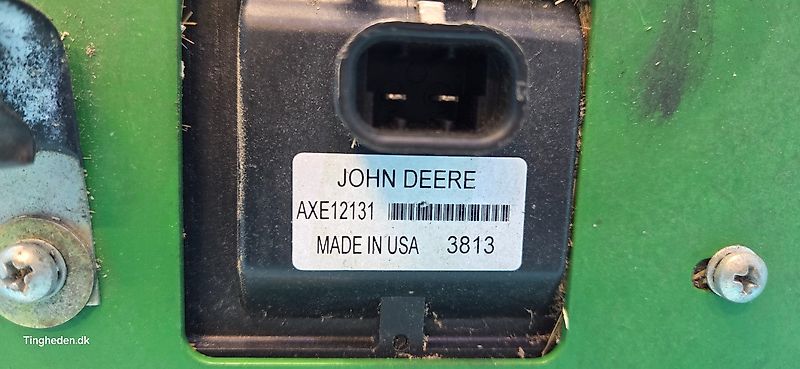 JOHN DEERE
AXE12131
MADE IN USA 3813
Tingheden.dk